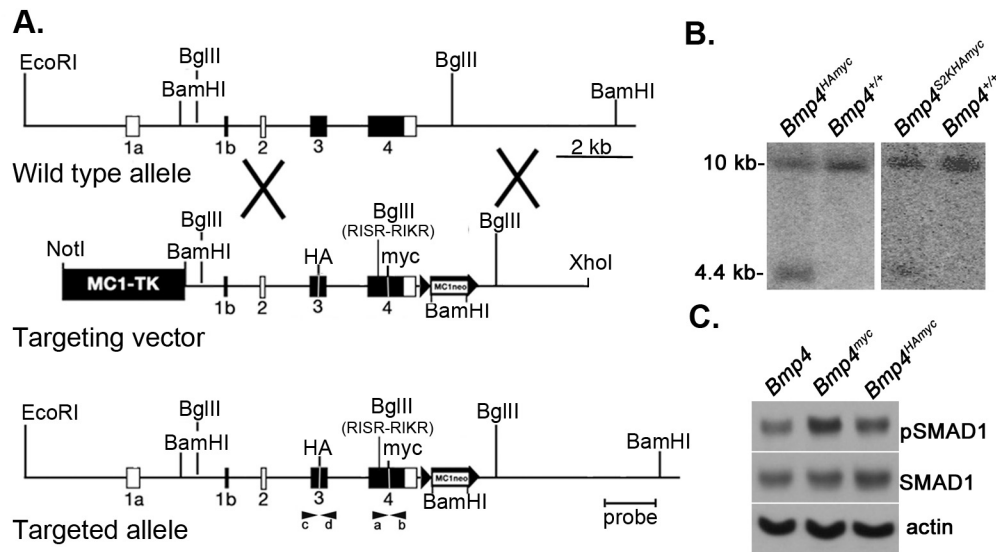 A.
EcoRI
BglII
BamHI
BglII
BamHI
1a
1b
2
3
4
2 kb
Wild type allele
NotI
BglII
BamHI
BglII
(RISR-RIKR)
HA
myc
BglII
XhoI
MC1-TK
MC1neo
BamHI
1b
2
3
4
Targeting vector
EcoRI
BglII
BamHI
BglII
(RISR-RIKR)
HA
myc
BglII
BamHI
MC1neo
BamHI
1a
1b
2
3
4
c
d
a
b
probe
Targeted allele
B.
Bmp4HAmyc
Bmp4+/+
Bmp4S2KHAmyc
Bmp4+/+
10 kb-
4.4 kb-
C.
Bmp4
Bmp4myc
Bmp4HAmyc
pSMAD1
SMAD1
actin